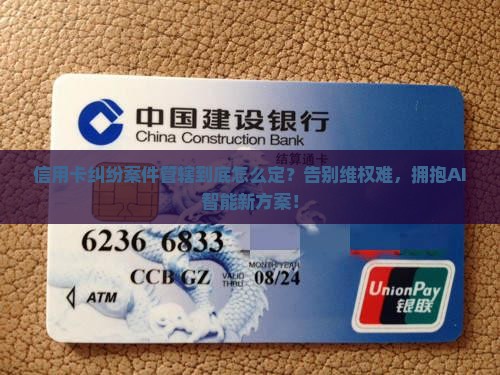 中国建设银行
China Construction Bank
结算通卡
信用卡纠纷案件管辖到底怎么定？告别维权难，拥抱AI
智能新方案！
6236 6833
MONTH/YEAR
CCB GZ VALID THRU 08/24
ATM
UnionPay
银联